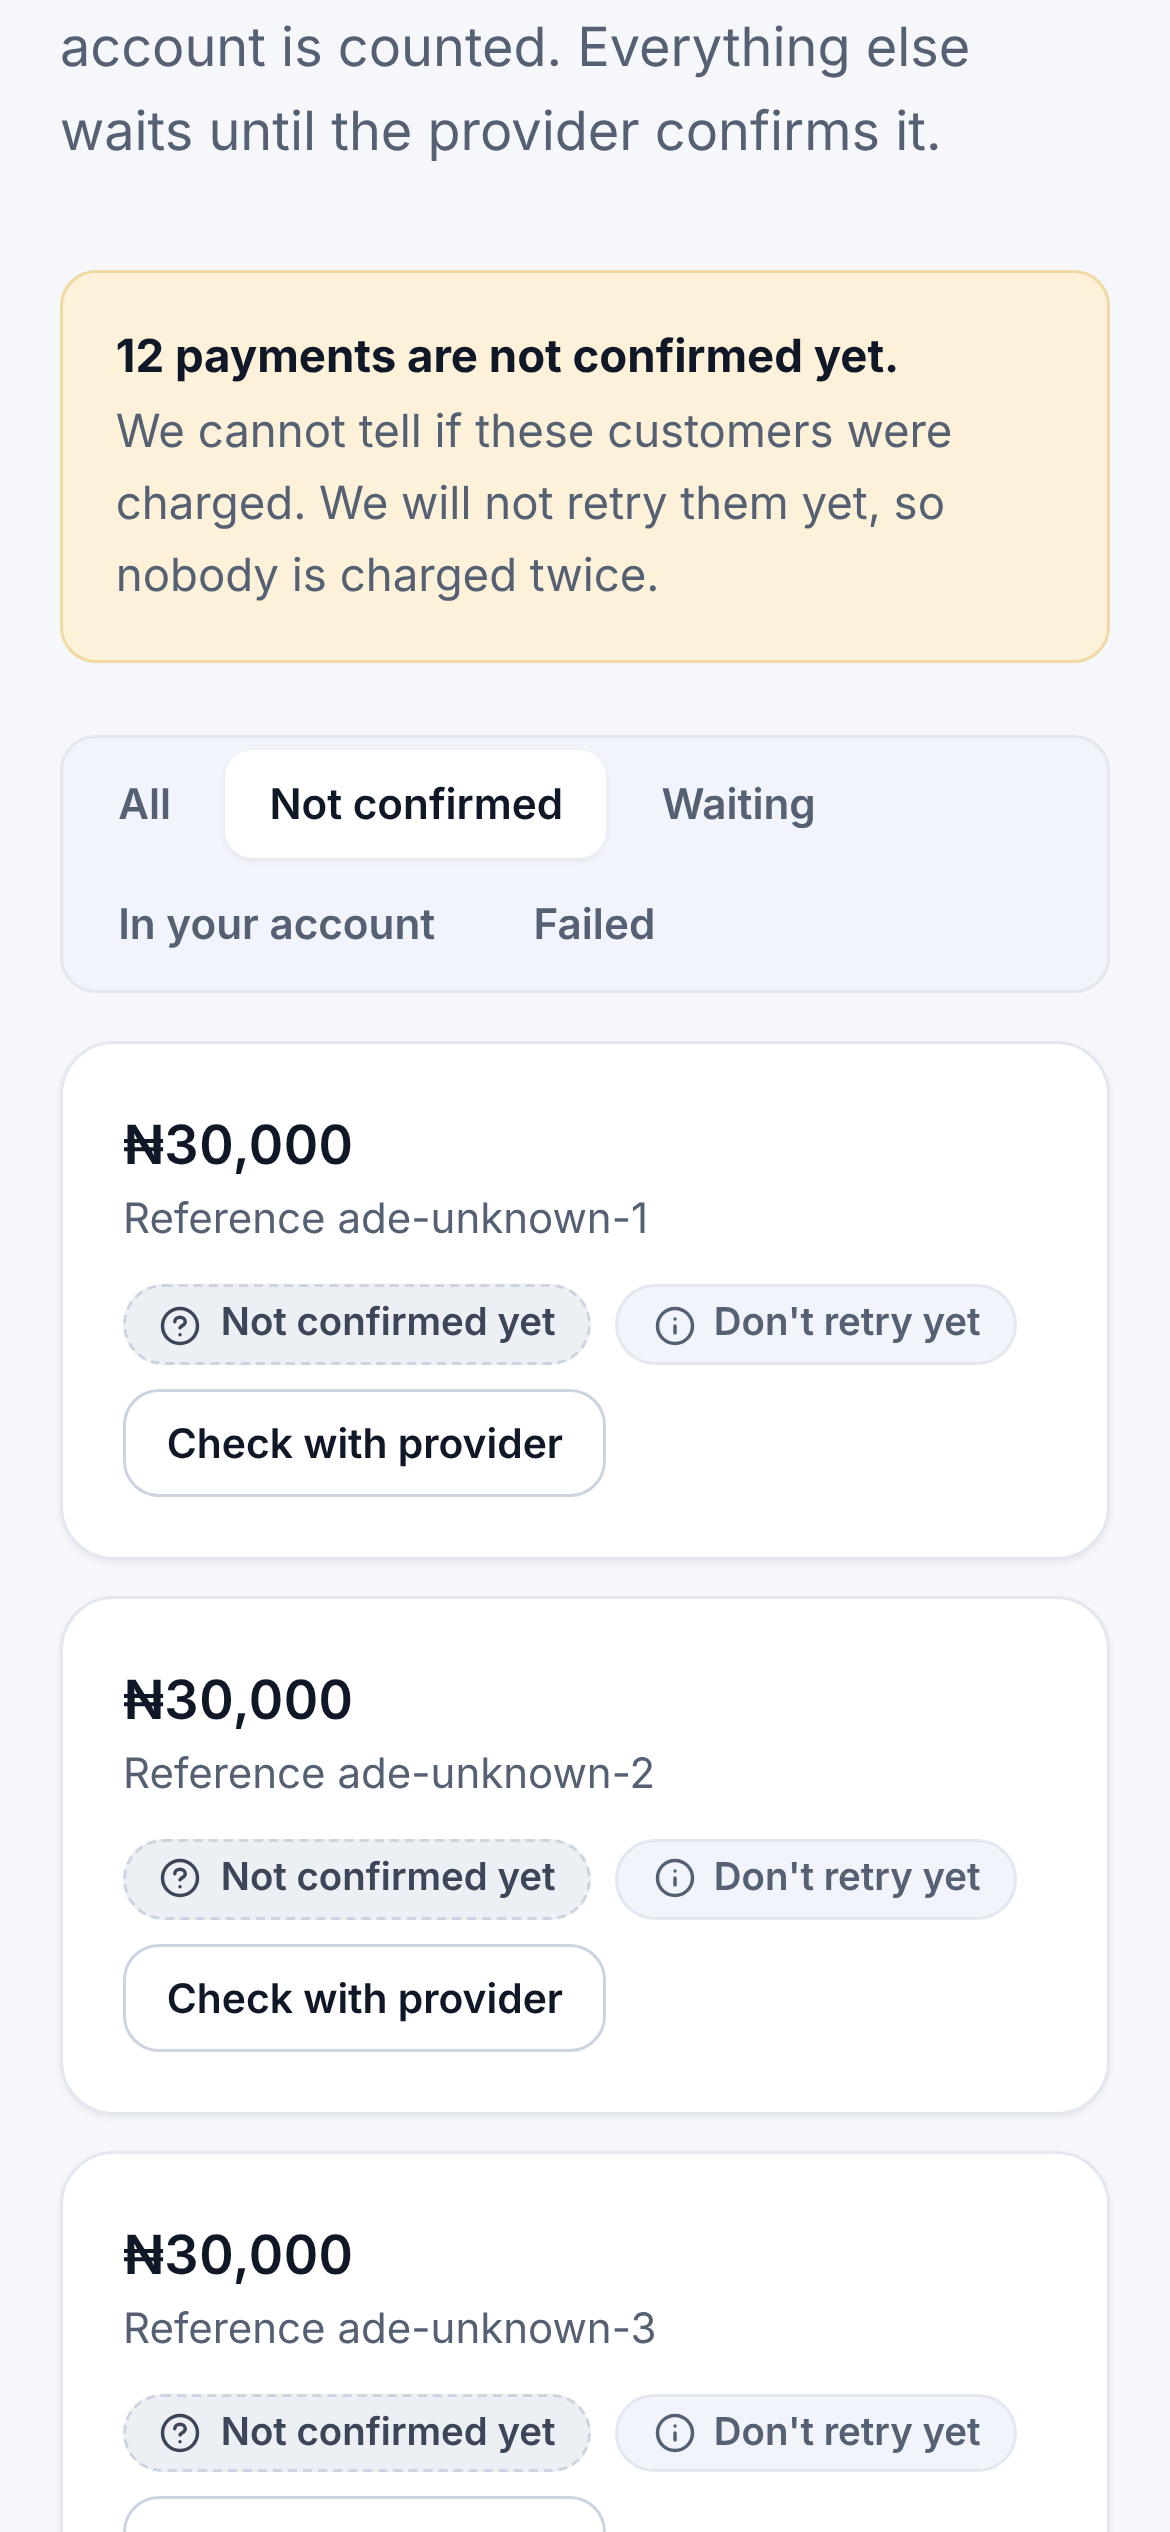 account is counted. Everything else
waits until the provider confirms it.
12 payments are not confirmed yet.
We cannot tell if these customers were
charged. We will not retry them yet, so
nobody is charged twice.
All Not confirmed Waiting
In your account Failed
₦30,000
Reference ade-unknown-1
Not confirmed yet Don't retry yet
Check with provider
₦30,000
Reference ade-unknown-2
Not confirmed yet Don't retry yet
Check with provider
₦30,000
Reference ade-unknown-3
Not confirmed yet Don't retry yet